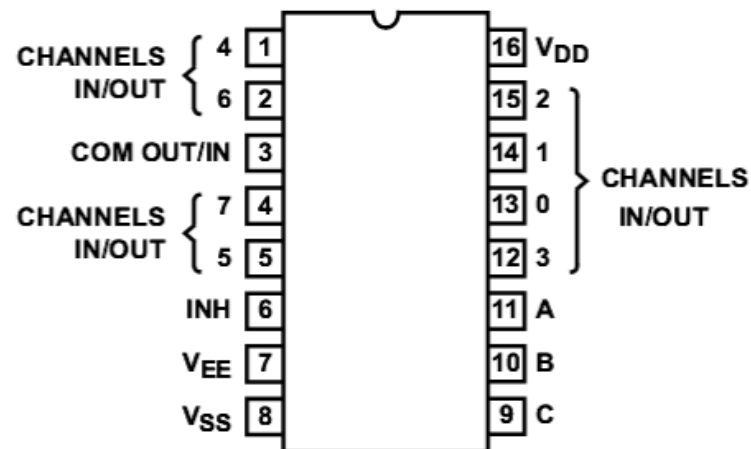 CHANNELS
IN/OUT
4 1
6 2
COM OUT/IN 3
CHANNELS
IN/OUT
7 4
5 5
INH 6
VEE 7
VSS 8
16 VDD
15 2
14 1
13 0
12 3
CHANNELS
IN/OUT
11 A
10 B
9 C